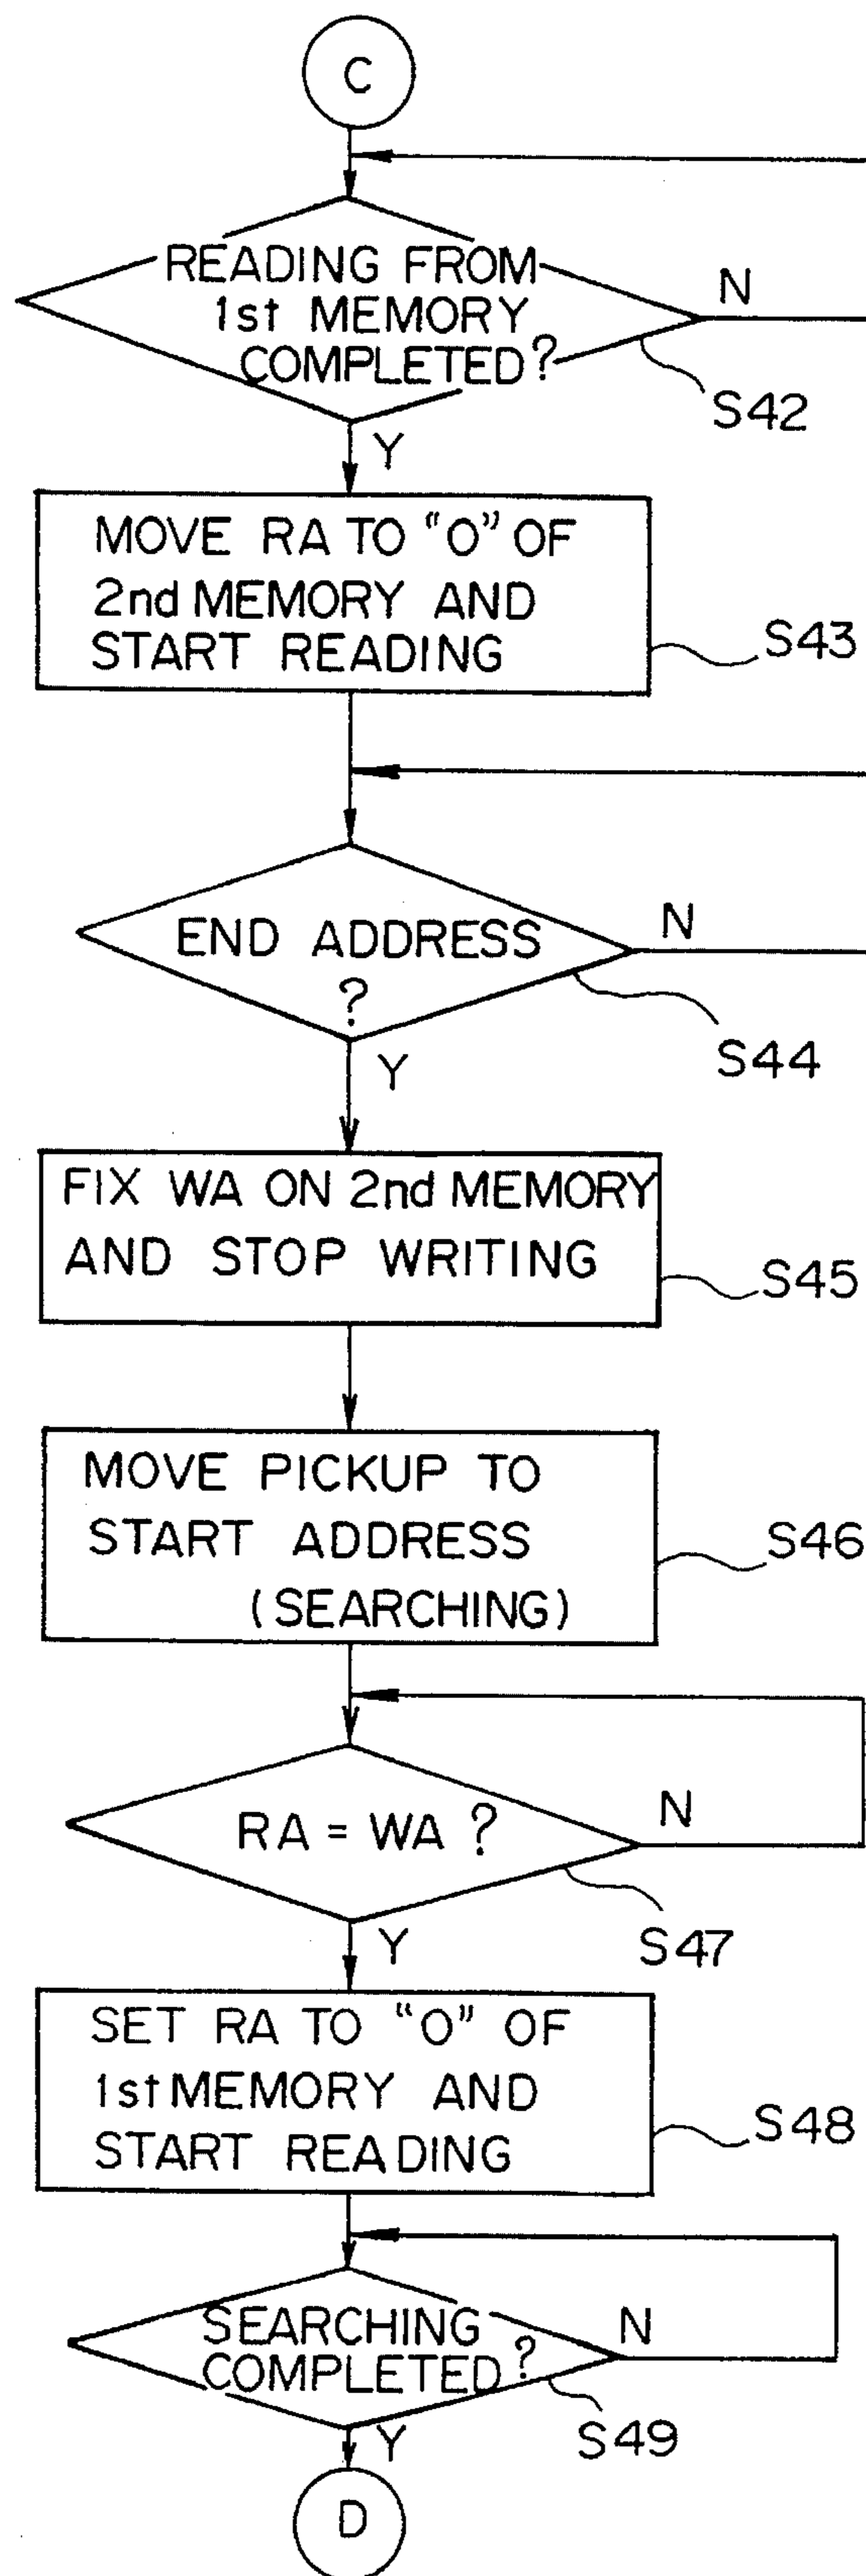 C
READING FROM
1st MEMORY
COMPLETED?
N
S42
Y
MOVE RA TO "0" OF
2nd MEMORY AND
START READING
S43
END ADDRESS
?
N
S44
Y
FIX WA ON 2nd MEMORY
AND STOP WRITING
S45
MOVE PICKUP TO
START ADDRESS
(SEARCHING)
S46
RA = WA ?
N
S47
Y
SET RA TO "0" OF
1st MEMORY AND
START READING
S48
SEARCHING
COMPLETED?
N
S49
Y
D